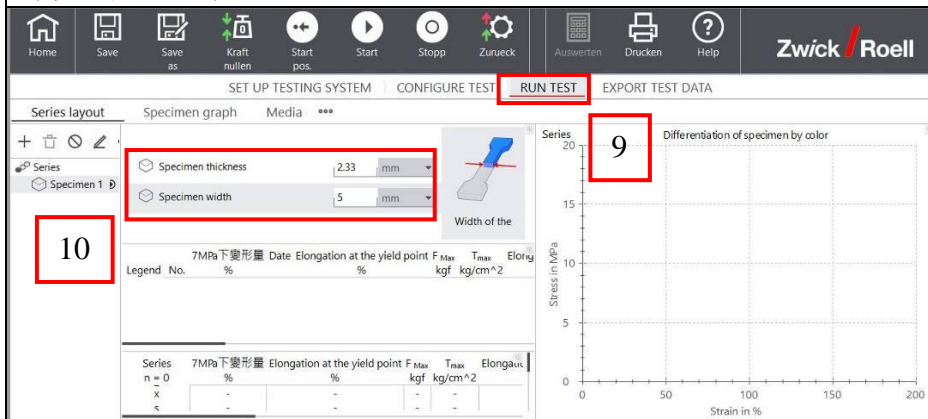 Home Save Save as Kraft nullen Start pos. Start Stopp Zurueck Auswerten Drucken Help Zwick Roell
SET UP TESTING SYSTEM CONFIGURE TEST RUN TEST EXPORT TEST DATA
Series layout Specimen graph Media •••
Series
Specimen 1
10
Specimen thickness 2.33 mm
Specimen width 5 mm
Width of the
7MPa下變形量 Date Elongation at the yield point F Max T max Elong
Legend No. % % kgf kg/cm^2
Series 7MPa下變形量 Elongation at the yield point F Max T max Elongati
n = 0 % % kgf kg/cm^2
x - - - -
s - - - -
Series
9
Differentiation of specimen by color
Stress in MPa
20
15
10
5
0
0 50 100 150 200
Strain in %